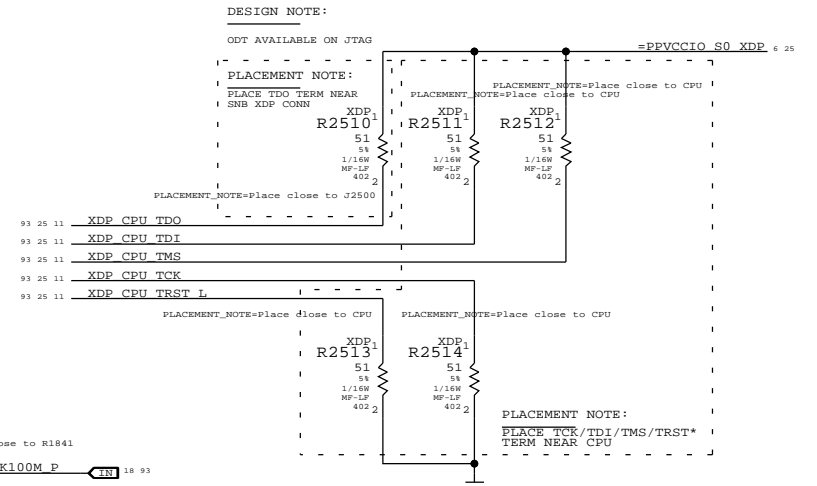 DESIGN NOTE:
ODT AVAILABLE ON JTAG
=PPVCCIO_S0_XDP 6 25
PLACEMENT NOTE:
PLACE TDO TERM NEAR
SNB XDP CONN
PLACEMENT_NOTE=Place close to CPU
PLACEMENT_NOTE=Place close to CPU
XDP 1
R2510
51
5%
1/16W
MF-LF
402 2
XDP 1
R2511
51
5%
1/16W
MF-LF
402 2
XDP 1
R2512
51
5%
1/16W
MF-LF
402 2
PLACEMENT_NOTE=Place close to J2500
93 25 11 XDP_CPU_TDO
93 25 11 XDP_CPU_TDI
93 25 11 XDP_CPU_TMS
93 25 11 XDP_CPU_TCK
93 25 11 XDP_CPU_TRST_L
PLACEMENT_NOTE=Place close to CPU
PLACEMENT_NOTE=Place close to CPU
XDP 1
R2513
51
5%
1/16W
MF-LF
402 2
XDP 1
R2514
51
5%
1/16W
MF-LF
402 2
PLACEMENT NOTE:
PLACE TCK/TDI/TMS/TRST*
TERM NEAR CPU
ose to R1841
K100M_P IN 18 93